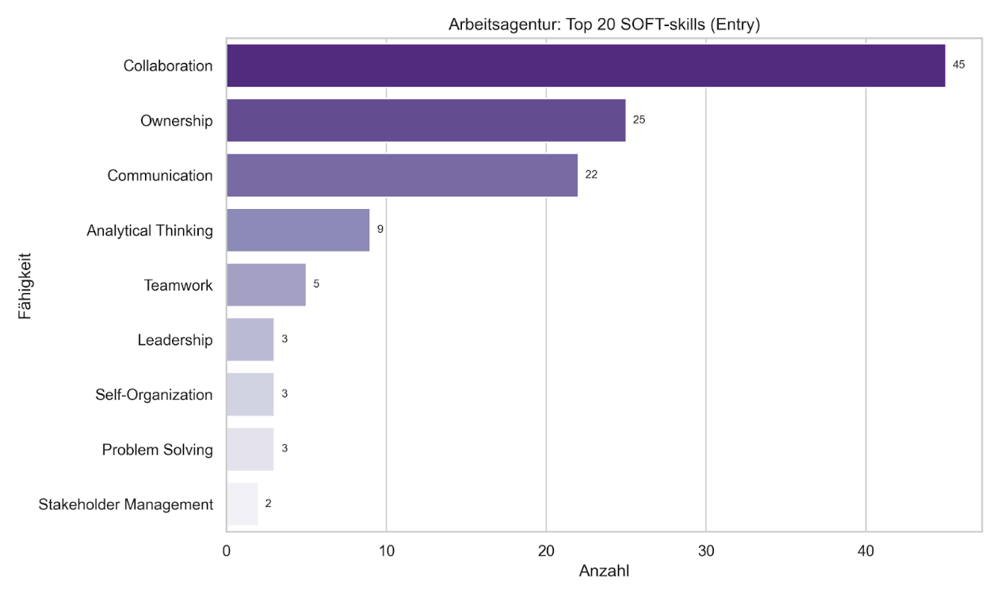 Arbeitsagentur: Top 20 SOFT-skills (Entry)
Fähigkeit
Collaboration 45
Ownership 25
Communication 22
Analytical Thinking 9
Teamwork 5
Leadership 3
Self-Organization 3
Problem Solving 3
Stakeholder Management 2
0 10 20 30 40
Anzahl